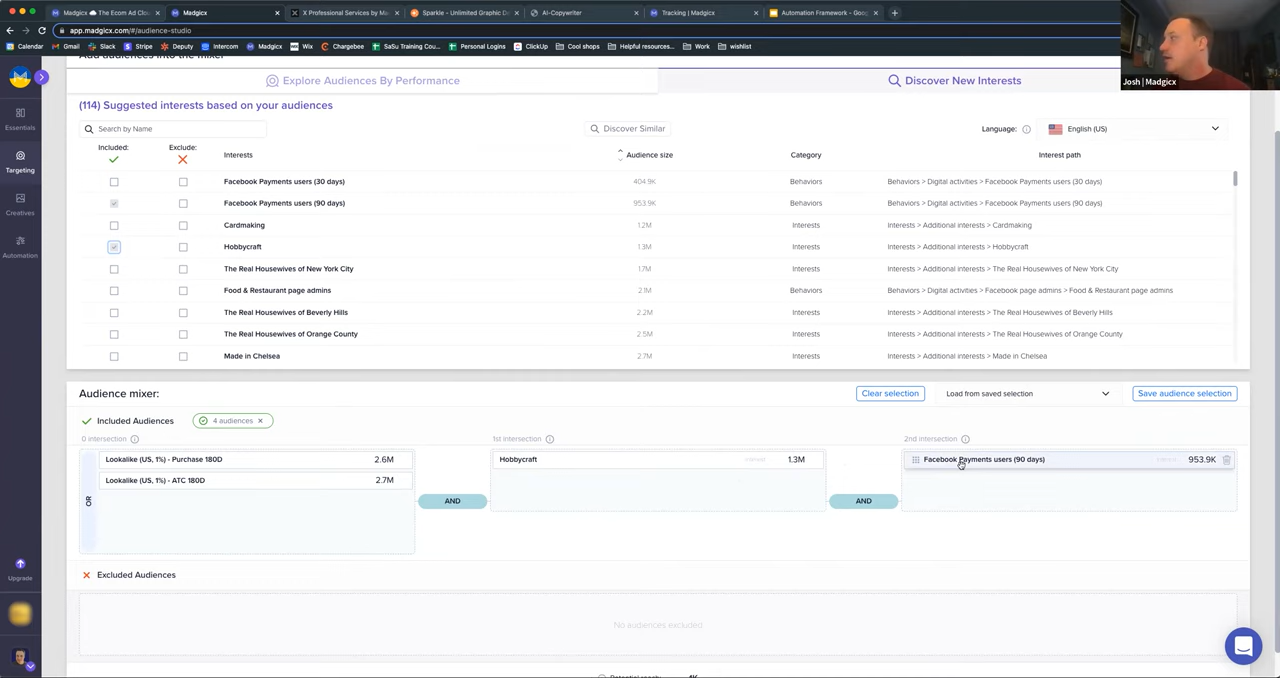 Madgicx ☁ The Ecom Ad Clou
Madgicx
X Professional Services by Ma
Sparkle - Unlimited Graphic D
AI-Copywriter
Tracking | Madgicx
Automation Framework - Goog
app.madgicx.com/#/audience-studio
Calendar
Gmail
Slack
Stripe
Deputy
Intercom
Madgicx
Wix
Chargebee
SaSu Training Cou...
Personal Logins
ClickUp
Cool shops
Helpful resources...
Work
wishlist
Josh | Madgicx
Essentials
Targeting
Creatives
Automation
Upgrade
Add audiences into the mixer
Explore Audiences By Performance
Discover New Interests
(114) Suggested interests based on your audiences
Search by Name
Discover Similar
Language:
English (US)
Included: Exclude: Interests Audience size Category Interest path
Facebook Payments users (30 days) 404.9K Behaviors Behaviors > Digital activities > Facebook Payments users (30 days)
Facebook Payments users (90 days) 953.9K Behaviors Behaviors > Digital activities > Facebook Payments users (90 days)
Cardmaking 1.2M Interests Interests > Additional interests > Cardmaking
Hobbycraft 1.3M Interests Interests > Additional interests > Hobbycraft
The Real Housewives of New York City 1.7M Interests Interests > Additional interests > The Real Housewives of New York City
Food & Restaurant page admins 2.1M Behaviors Behaviors > Digital activities > Facebook page admins > Food & Restaurant page admins
The Real Housewives of Beverly Hills 2.2M Interests Interests > Additional interests > The Real Housewives of Beverly Hills
The Real Housewives of Orange County 2.5M Interests Interests > Additional interests > The Real Housewives of Orange County
Made in Chelsea 2.7M Interests Interests > Additional interests > Made in Chelsea
Audience mixer:
Clear selection
Load from saved selection
Save audience selection
Included Audiences
4 audiences ×
0 intersection
1st intersection
2nd intersection
OR
Lookalike (US, 1%) - Purchase 180D 2.6M
Lookalike (US, 1%) - ATC 180D 2.7M
AND
Hobbycraft 1.3M
AND
Facebook Payments users (90 days) 953.9K
Excluded Audiences
No audiences excluded
Potential reach: 4K